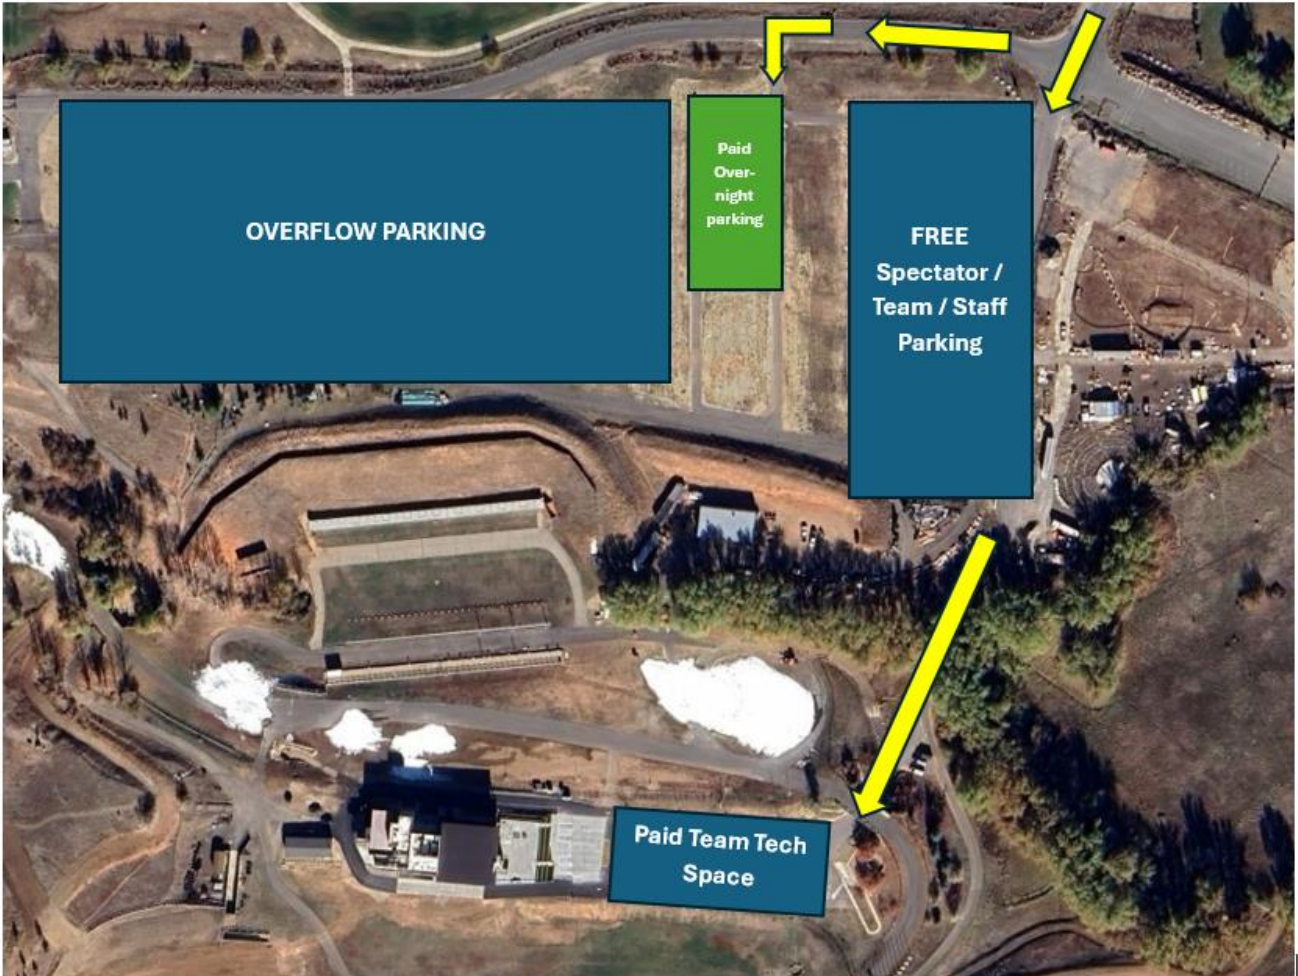 OVERFLOW PARKING
Paid
Over-
night
parking
FREE
Spectator /
Team / Staff
Parking
Paid Team Tech
Space